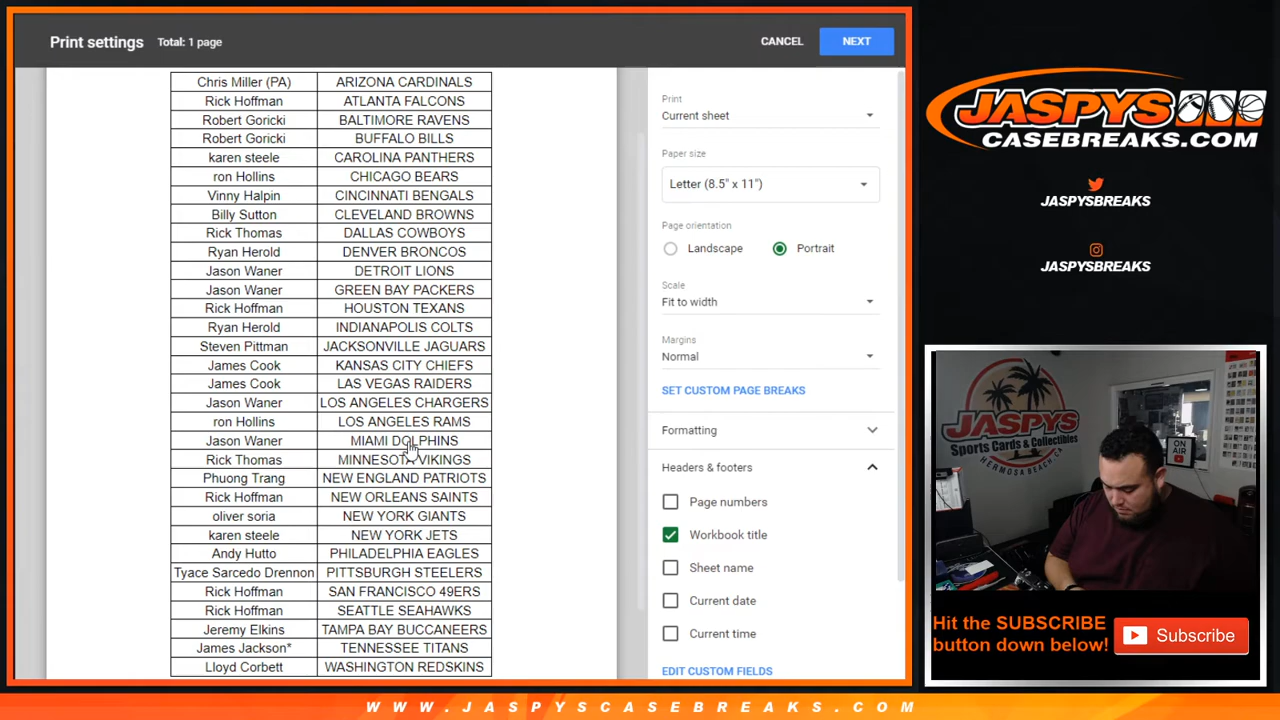 Print settings Total: 1 page CANCEL NEXT
Chris Miller (PA) ARIZONA CARDINALS
Rick Hoffman ATLANTA FALCONS
Robert Goricki BALTIMORE RAVENS
Robert Goricki BUFFALO BILLS
karen steele CAROLINA PANTHERS
ron Hollins CHICAGO BEARS
Vinny Halpin CINCINNATI BENGALS
Billy Sutton CLEVELAND BROWNS
Rick Thomas DALLAS COWBOYS
Ryan Herold DENVER BRONCOS
Jason Waner DETROIT LIONS
Jason Waner GREEN BAY PACKERS
Rick Hoffman HOUSTON TEXANS
Ryan Herold INDIANAPOLIS COLTS
Steven Pittman JACKSONVILLE JAGUARS
James Cook KANSAS CITY CHIEFS
James Cook LAS VEGAS RAIDERS
Jason Waner LOS ANGELES CHARGERS
ron Hollins LOS ANGELES RAMS
Jason Waner MIAMI DOLPHINS
Rick Thomas MINNESOTA VIKINGS
Phuong Trang NEW ENGLAND PATRIOTS
Rick Hoffman NEW ORLEANS SAINTS
oliver soria NEW YORK GIANTS
karen steele NEW YORK JETS
Andy Hutto PHILADELPHIA EAGLES
Tyace Sarcedo Drennon PITTSBURGH STEELERS
Rick Hoffman SAN FRANCISCO 49ERS
Rick Hoffman SEATTLE SEAHAWKS
Jeremy Elkins TAMPA BAY BUCCANEERS
James Jackson* TENNESSEE TITANS
Lloyd Corbett WASHINGTON REDSKINS
Print
Current sheet
Paper size
Letter (8.5" x 11")
Page orientation
Landscape Portrait
Scale
Fit to width
Margins
Normal
SET CUSTOM PAGE BREAKS
Formatting
Headers & footers
Page numbers
Workbook title
Sheet name
Current date
Current time
EDIT CUSTOM FIELDS
JASPYS
CASEBREAKS.COM
JASPYSBREAKS
JASPYSBREAKS
JASPYS
Sports Cards & Collectibles
HERMOSA BEACH
ON AIR
Hit the SUBSCRIBE
button down below!
Subscribe
WWW.JASPYSCASEBREAKS.COM